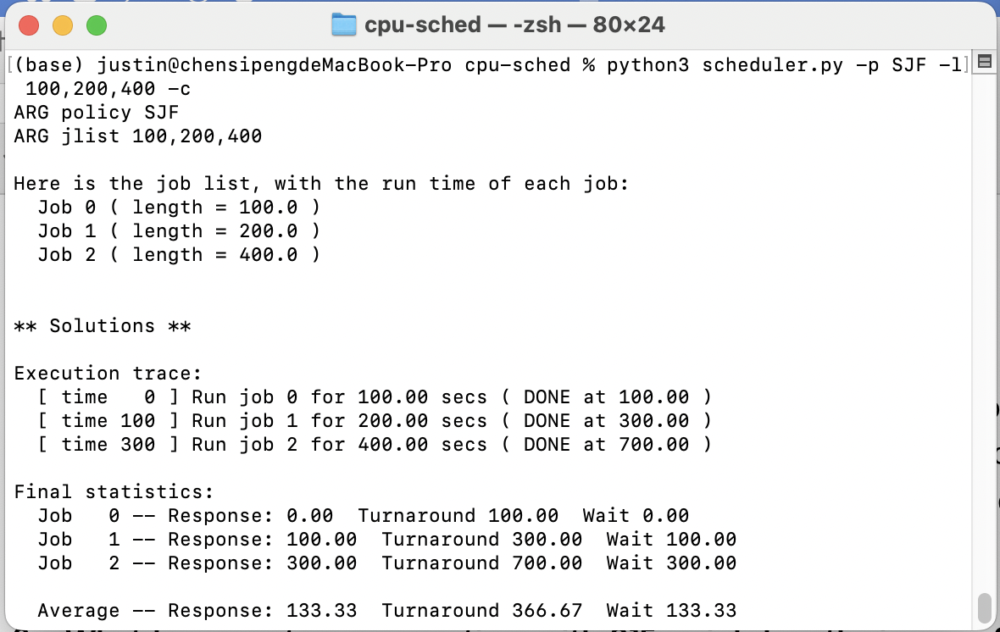 cpu-sched — -zsh — 80×24
[(base) justin@chensipengdeMacBook-Pro cpu-sched % python3 scheduler.py -p SJF -l]
 100,200,400 -c
ARG policy SJF
ARG jlist 100,200,400
Here is the job list, with the run time of each job:
  Job 0 ( length = 100.0 )
  Job 1 ( length = 200.0 )
  Job 2 ( length = 400.0 )
** Solutions **
Execution trace:
  [ time   0 ] Run job 0 for 100.00 secs ( DONE at 100.00 )
  [ time 100 ] Run job 1 for 200.00 secs ( DONE at 300.00 )
  [ time 300 ] Run job 2 for 400.00 secs ( DONE at 700.00 )
Final statistics:
  Job   0 -- Response: 0.00  Turnaround 100.00  Wait 0.00
  Job   1 -- Response: 100.00  Turnaround 300.00  Wait 100.00
  Job   2 -- Response: 300.00  Turnaround 700.00  Wait 300.00
  Average -- Response: 133.33  Turnaround 366.67  Wait 133.33